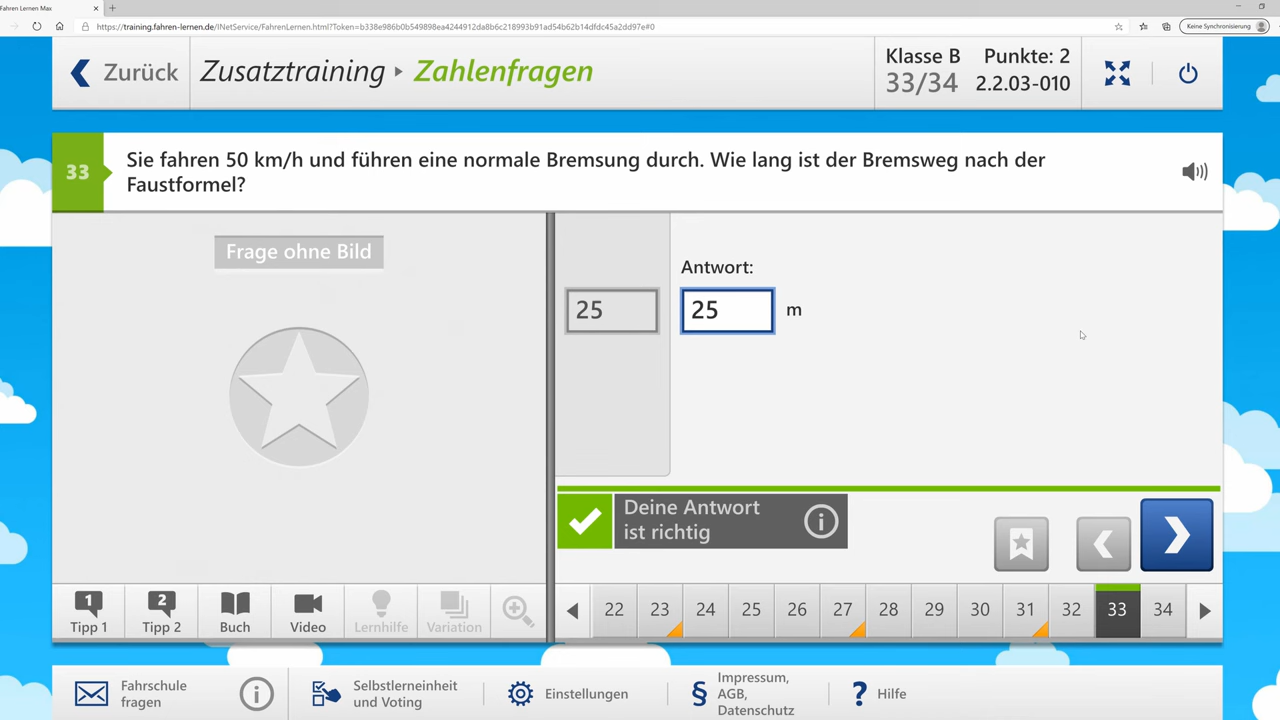 Fahren Lernen Max
https://training.fahren-lernen.de/INetService/FahrenLernen.html?Token=b338e986b0b549898ea4244912da8b6c218993b91ad54b62b14dfdc45a2dd97e#0
Keine Synchronisierung
Zurück
Zusatztraining ▸ Zahlenfragen
Klasse B
33/34
Punkte: 2
2.2.03-010
33
Sie fahren 50 km/h und führen eine normale Bremsung durch. Wie lang ist der Bremsweg nach der
Faustformel?
Frage ohne Bild
Antwort:
25
25 m
Deine Antwort
ist richtig
1
Tipp 1
2
Tipp 2
Buch
Video
Lernhilfe
Variation
22 23 24 25 26 27 28 29 30 31 32 33 34
Fahrschule
fragen
Selbstlerneinheit
und Voting
Einstellungen
§
Impressum,
AGB,
Datenschutz
?
Hilfe